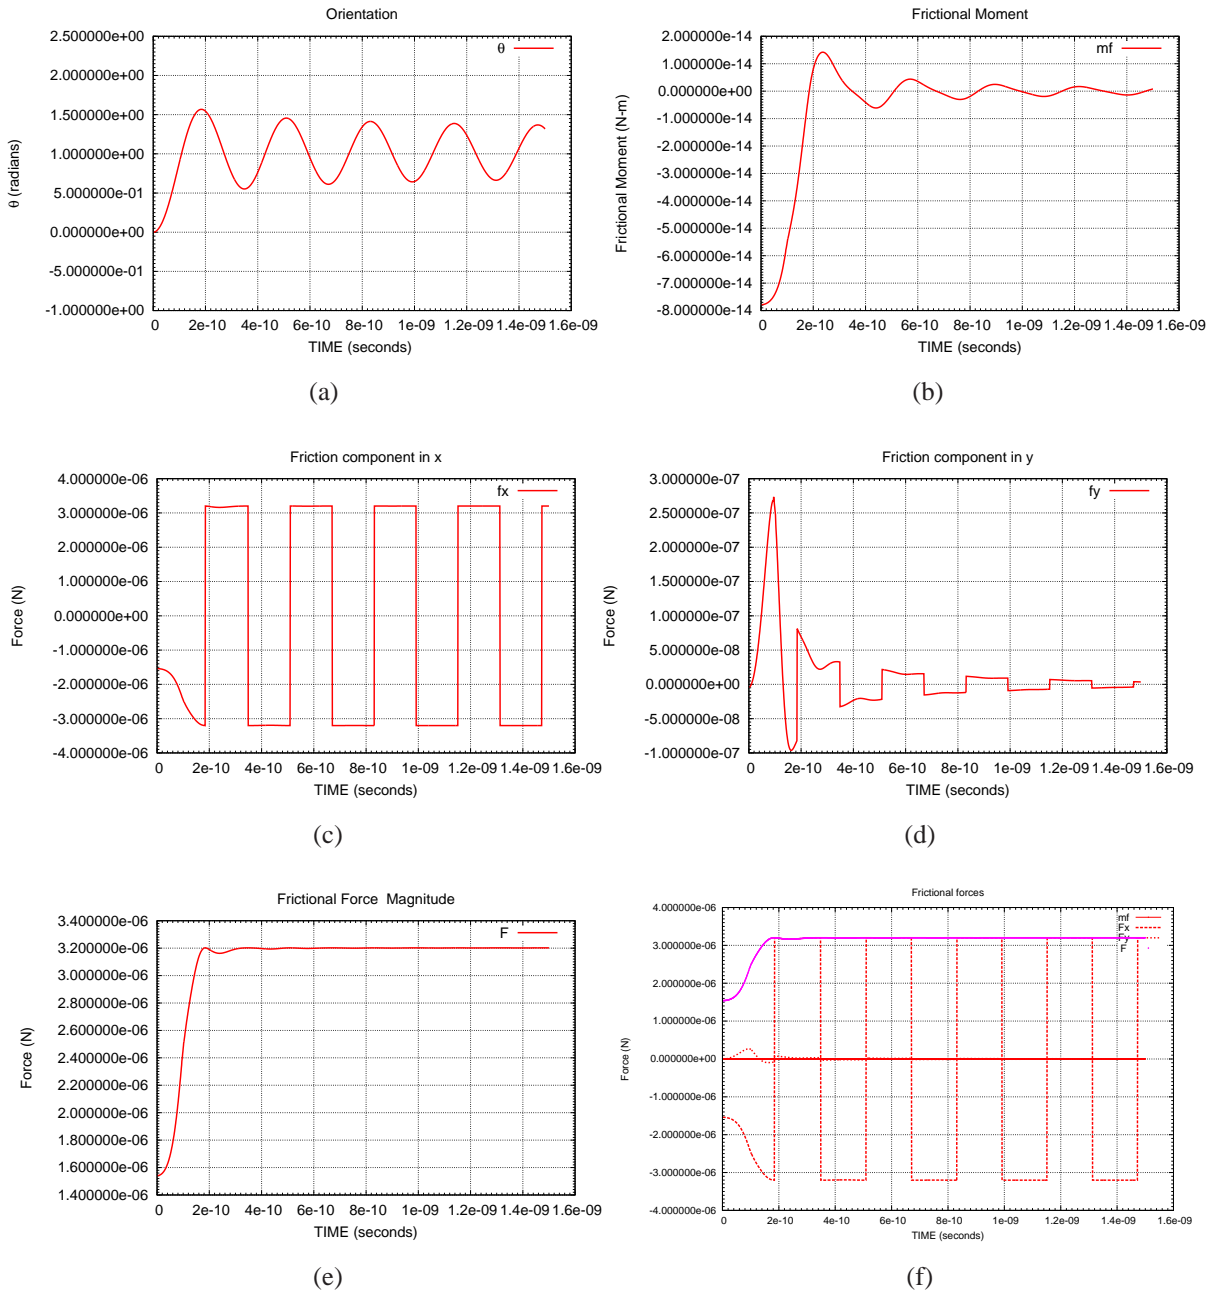 Orientation
θ
2.500000e+00
2.000000e+00
1.500000e+00
1.000000e+00
5.000000e-01
0.000000e+00
-5.000000e-01
-1.000000e+00
θ (radians)
0 2e-10 4e-10 6e-10 8e-10 1e-09 1.2e-09 1.4e-09 1.6e-09
TIME (seconds)
(a)
Frictional Moment
mf
2.000000e-14
1.000000e-14
0.000000e+00
-1.000000e-14
-2.000000e-14
-3.000000e-14
-4.000000e-14
-5.000000e-14
-6.000000e-14
-7.000000e-14
-8.000000e-14
Frictional Moment (N-m)
0 2e-10 4e-10 6e-10 8e-10 1e-09 1.2e-09 1.4e-09 1.6e-09
TIME (seconds)
(b)
Friction component in x
fx
4.000000e-06
3.000000e-06
2.000000e-06
1.000000e-06
0.000000e+00
-1.000000e-06
-2.000000e-06
-3.000000e-06
-4.000000e-06
Force (N)
0 2e-10 4e-10 6e-10 8e-10 1e-09 1.2e-09 1.4e-09 1.6e-09
TIME (seconds)
(c)
Friction component in y
fy
3.000000e-07
2.500000e-07
2.000000e-07
1.500000e-07
1.000000e-07
5.000000e-08
0.000000e+00
-5.000000e-08
-1.000000e-07
Force (N)
0 2e-10 4e-10 6e-10 8e-10 1e-09 1.2e-09 1.4e-09 1.6e-09
TIME (seconds)
(d)
Frictional Force Magnitude
F
3.400000e-06
3.200000e-06
3.000000e-06
2.800000e-06
2.600000e-06
2.400000e-06
2.200000e-06
2.000000e-06
1.800000e-06
1.600000e-06
1.400000e-06
Force (N)
0 2e-10 4e-10 6e-10 8e-10 1e-09 1.2e-09 1.4e-09 1.6e-09
TIME (seconds)
(e)
Frictional forces
mf
Fx
Fy
F
4.000000e-06
3.000000e-06
2.000000e-06
1.000000e-06
0.000000e+00
-1.000000e-06
-2.000000e-06
-3.000000e-06
-4.000000e-06
Force (N)
0 2e-10 4e-10 6e-10 8e-10 1e-09 1.2e-09 1.4e-09 1.6e-09
TIME (seconds)
(f)